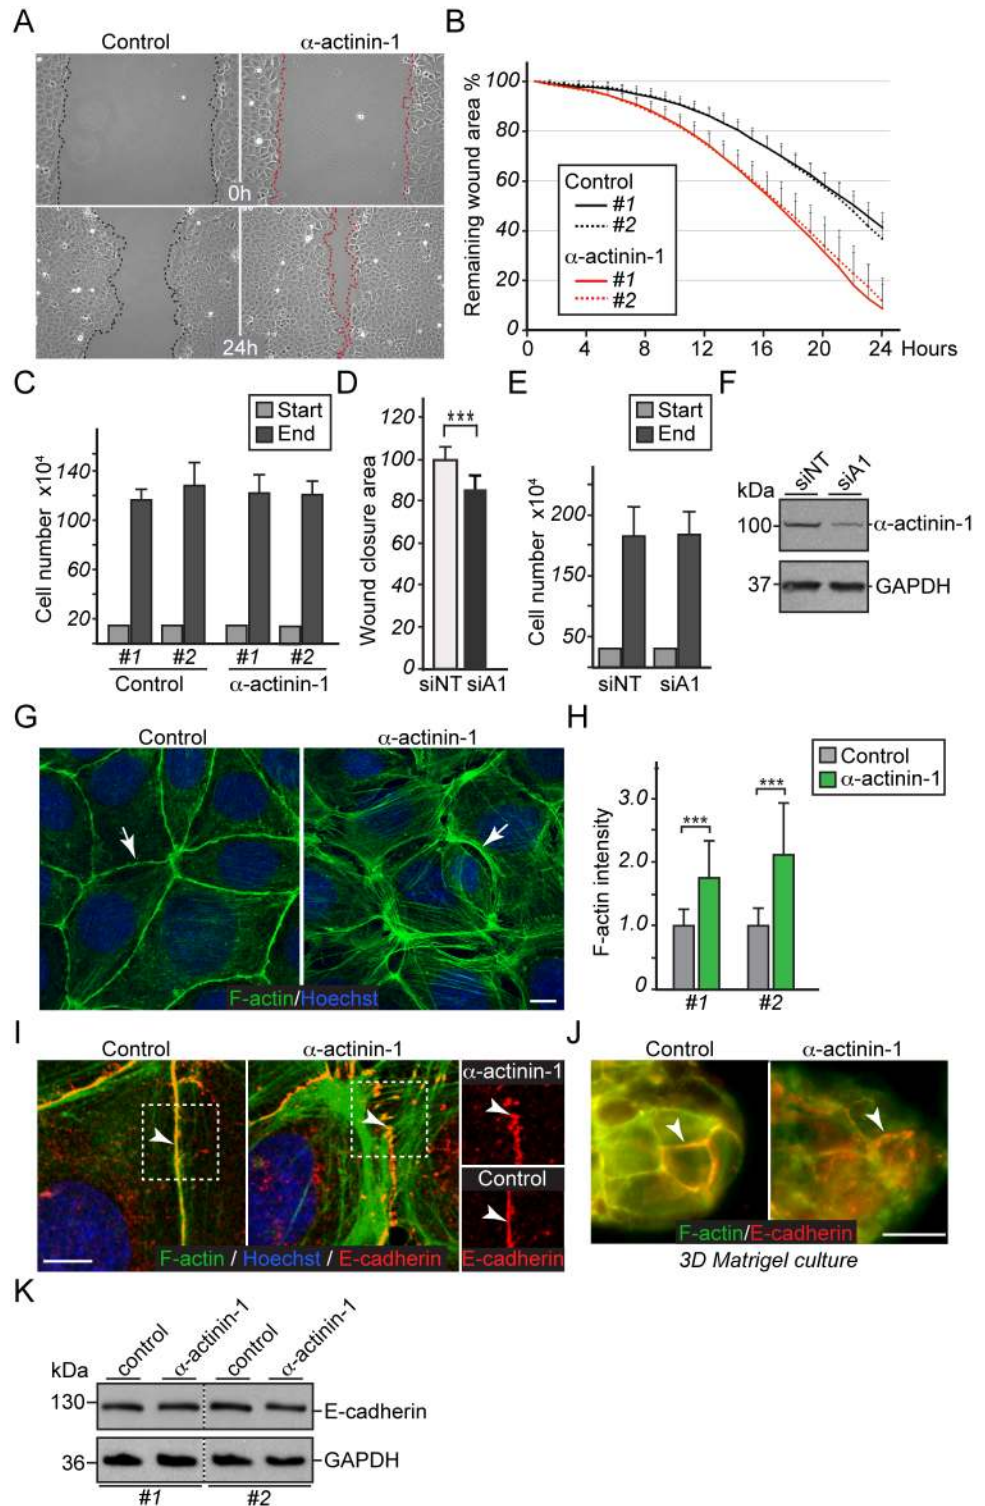 A
Control
α-actinin-1
0h
24h
B
Remaining wound area %
100
80
60
40
20
0
Control
#1
#2
α-actinin-1
#1
#2
0 4 8 12 16 20 24 Hours
C
Start
End
Cell number x10⁴
140
100
60
20
#1 #2 #1 #2
Control α-actinin-1
D
Wound closure area
120
100
80
60
40
20
0
***
siNT siA1
E
Start
End
Cell number x10⁴
200
150
50
siNT siA1
F
siNT siA1
kDa
100 α-actinin-1
37 GAPDH
G
Control α-actinin-1
F-actin/Hoechst
H
Control
α-actinin-1
F-actin intensity
3.0
2.0
1.0
0
***
***
#1 #2
I
Control α-actinin-1
α-actinin-1
Control
F-actin / Hoechst / E-cadherin
E-cadherin
J
Control α-actinin-1
F-actin/E-cadherin
3D Matrigel culture
K
control α-actinin-1 control α-actinin-1
kDa
130 E-cadherin
36 GAPDH
#1 #2